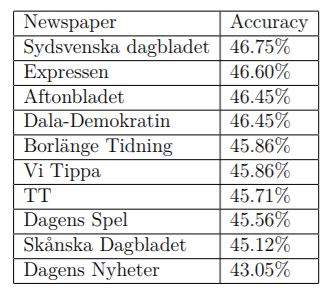 Newspaper Accuracy
Sydsvenska dagbladet 46.75%
Expressen 46.60%
Aftonbladet 46.45%
Dala-Demokratin 46.45%
Borlänge Tidning 45.86%
Vi Tippa 45.86%
TT 45.71%
Dagens Spel 45.56%
Skånska Dagbladet 45.12%
Dagens Nyheter 43.05%